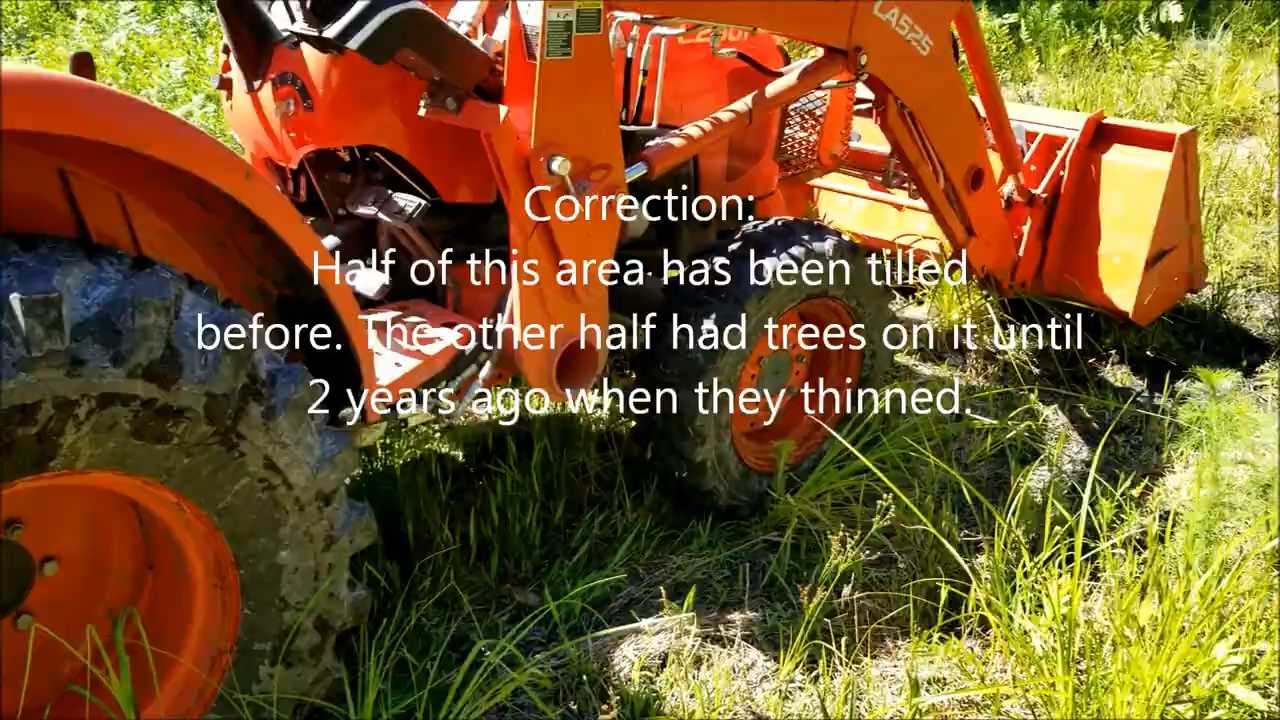 LA525
Correction:
Half of this area has been tilled
before. The other half had trees on it until
2 years ago when they thinned.